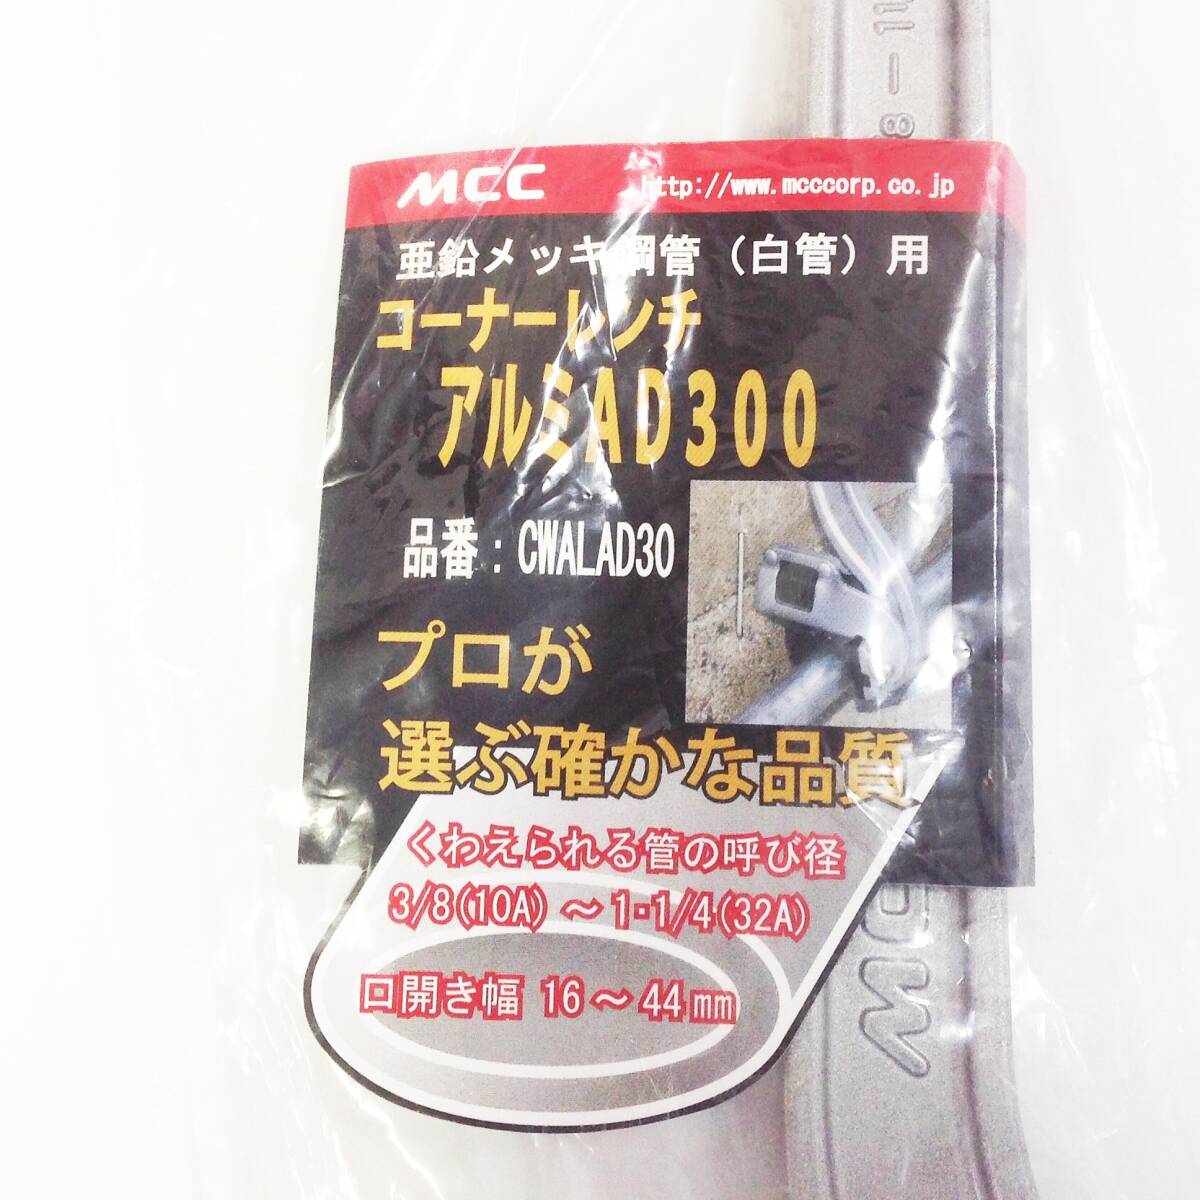 MCC http://www.mcccorp.co.jp
亜鉛メッキ鋼管（白管）用
コーナーレンチ
アルミAD300
品番：CWALAD30
プロが
選ぶ確かな品質
くわえられる管の呼び径
3/8(10A) ～ 1・1/4(32A)
口開き幅 16～44mm